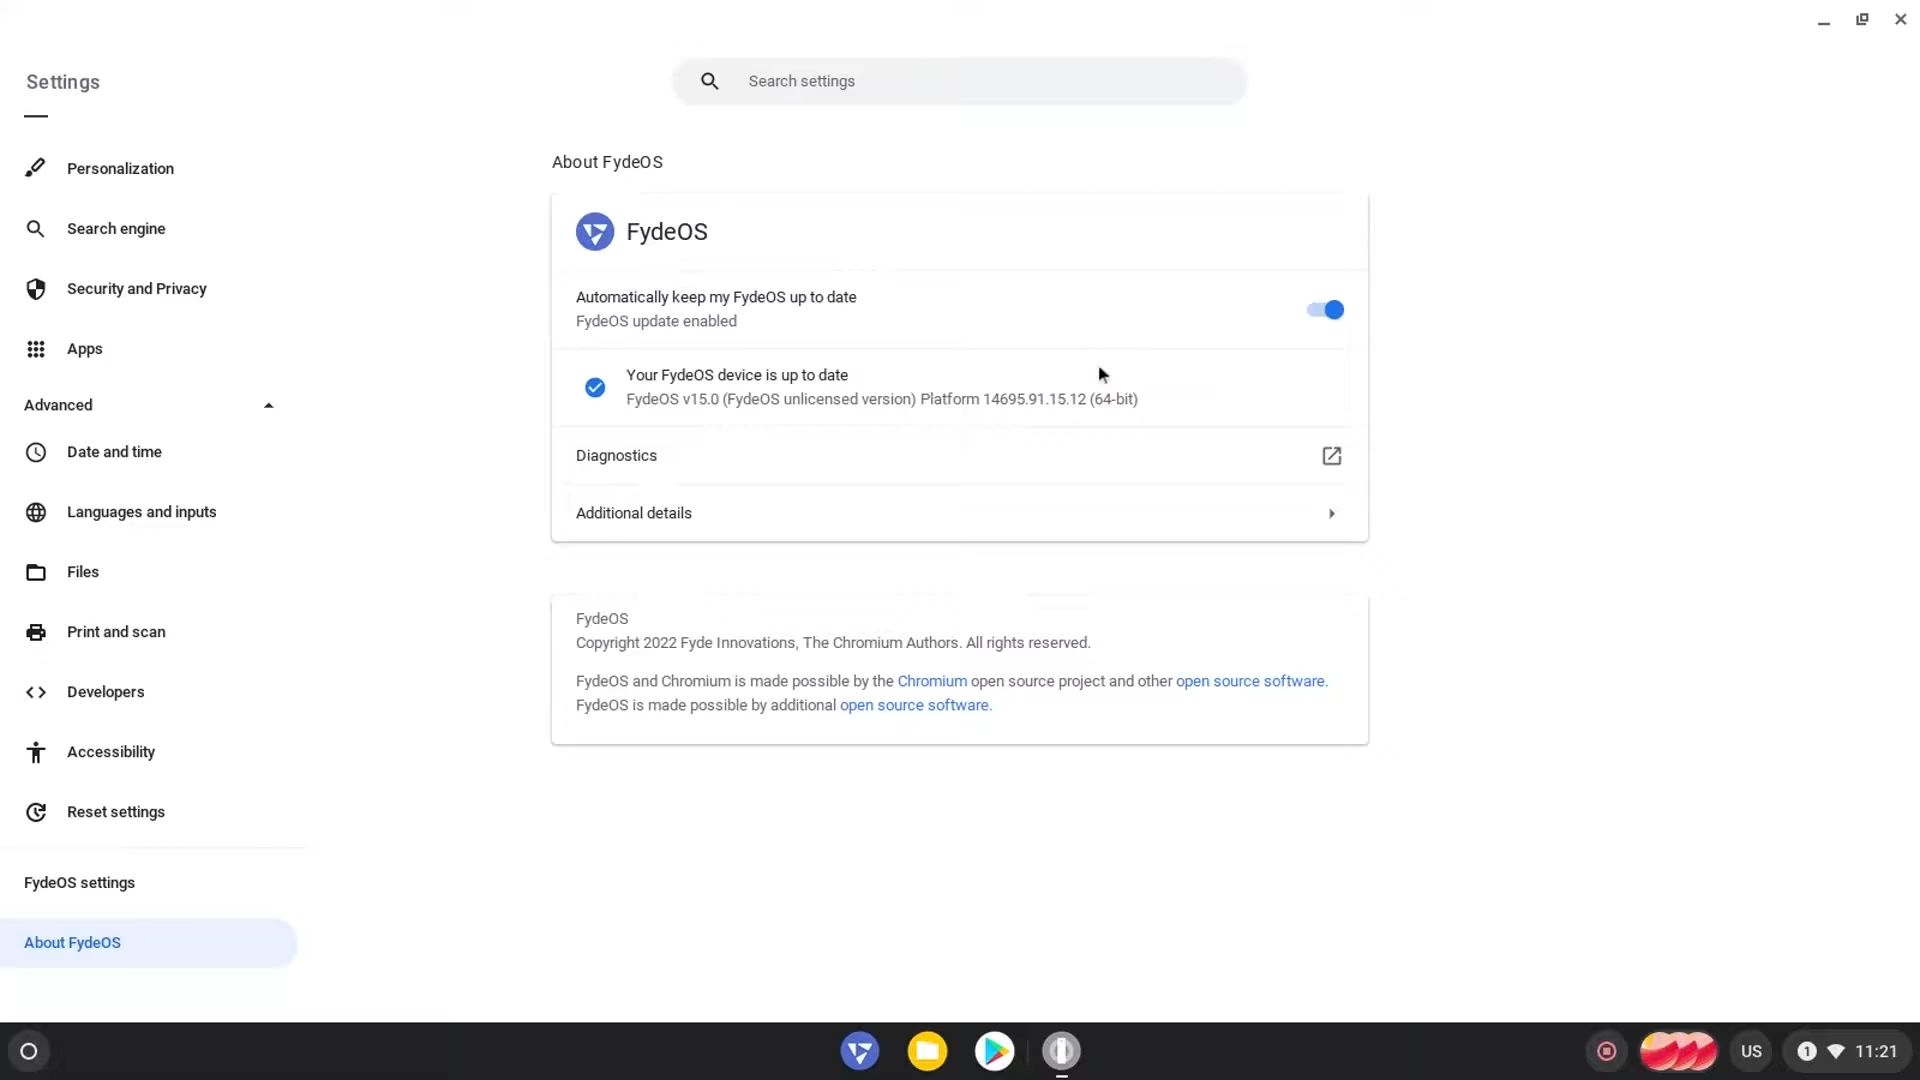 Settings
Search settings
Personalization
Search engine
Security and Privacy
Apps
Advanced
Date and time
Languages and inputs
Files
Print and scan
Developers
Accessibility
Reset settings
FydeOS settings
About FydeOS
About FydeOS
FydeOS
Automatically keep my FydeOS up to date
FydeOS update enabled
Your FydeOS device is up to date
FydeOS v15.0 (FydeOS unlicensed version) Platform 14695.91.15.12 (64-bit)
Diagnostics
Additional details
FydeOS
Copyright 2022 Fyde Innovations, The Chromium Authors. All rights reserved.
FydeOS and Chromium is made possible by the Chromium open source project and other open source software.
FydeOS is made possible by additional open source software.
US
1
11:21